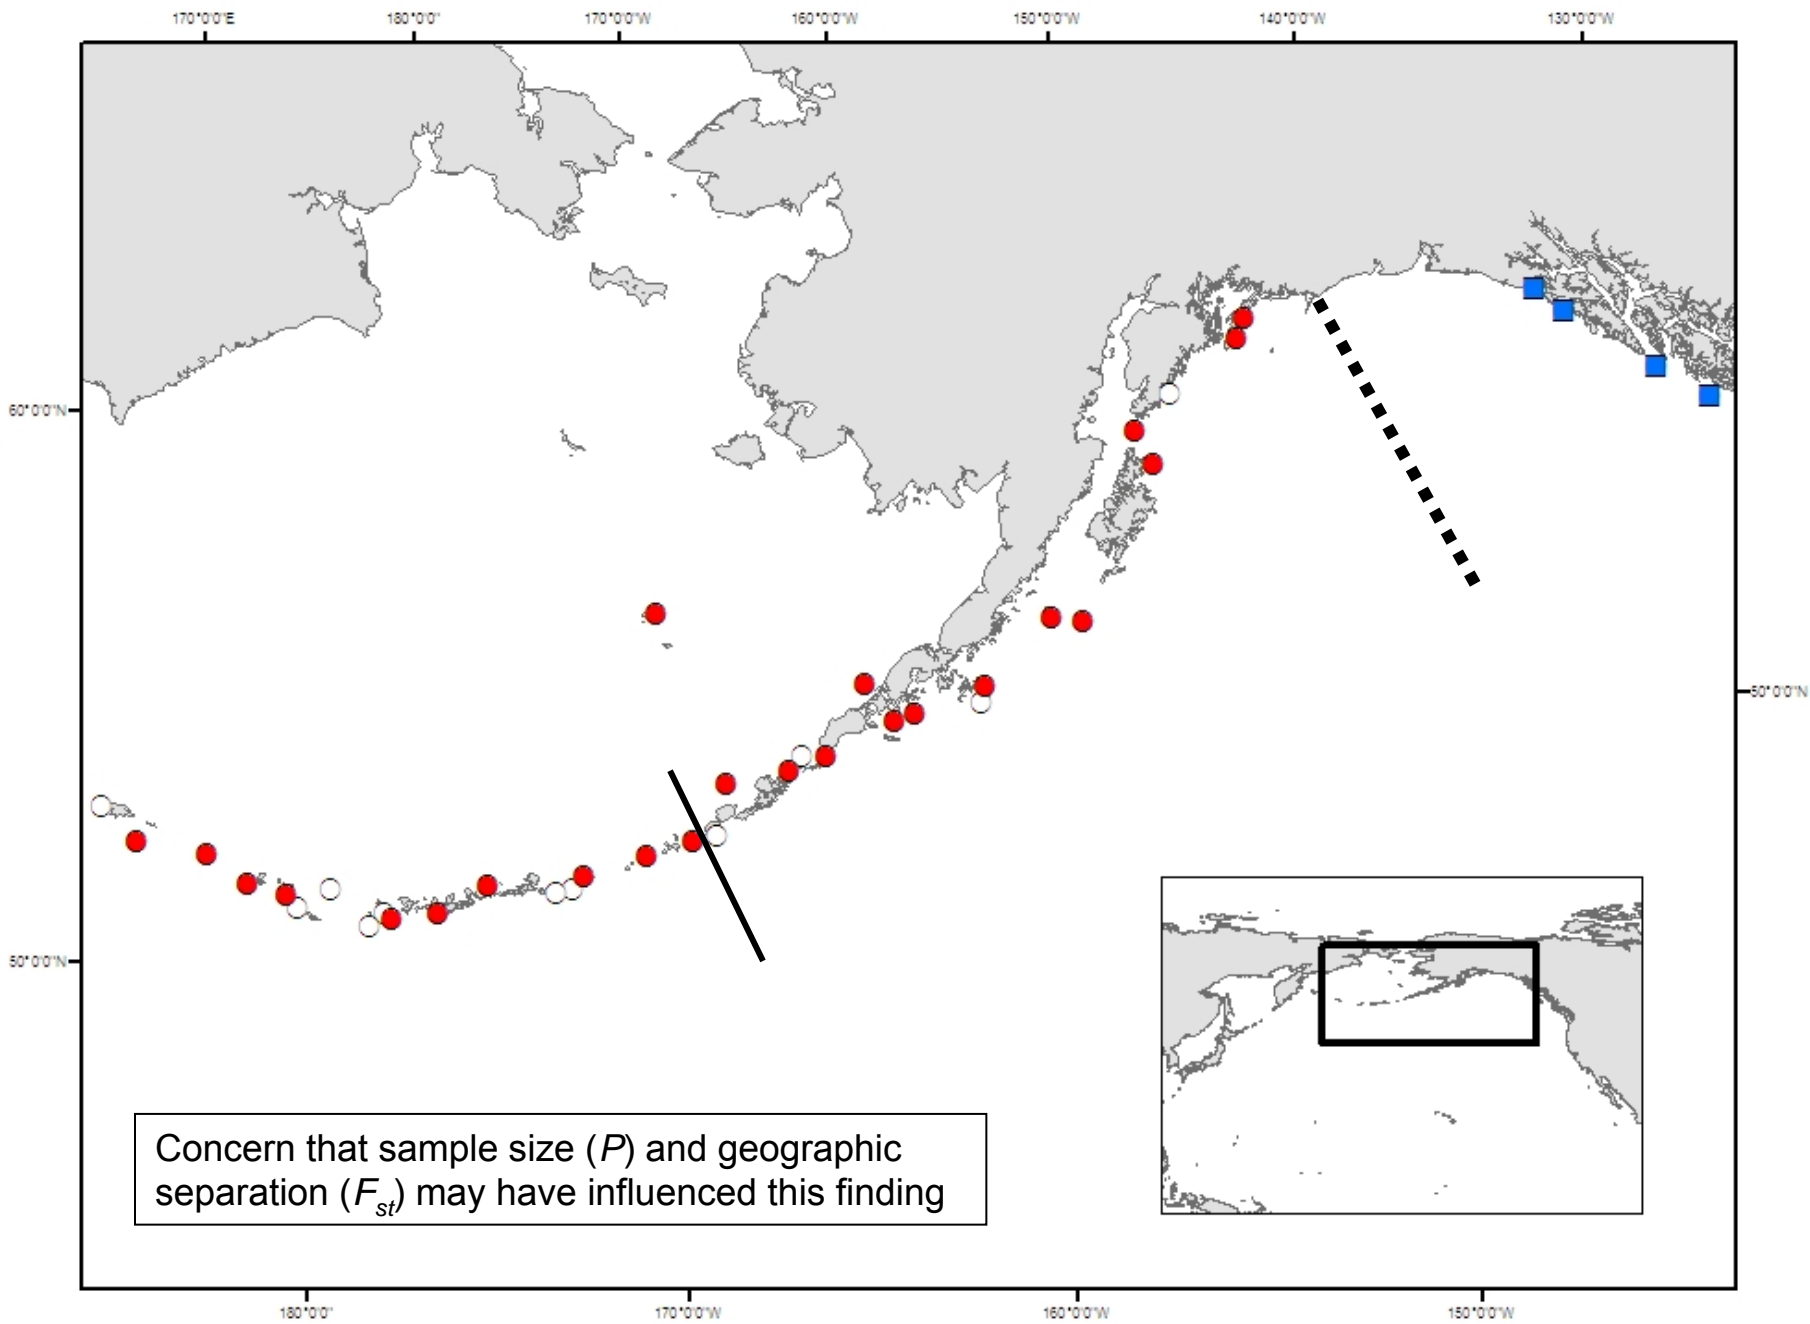 170°0'0"E 180°0'0" 170°0'0"W 160°0'0"W 150°0'0"W 140°0'0"W 130°0'0"W
60°0'0"N
50°0'0"N
50°0'0"N
Concern that sample size (P) and geographic
separation (Fst) may have influenced this finding
180°0'0" 170°0'0"W 160°0'0"W 150°0'0"W